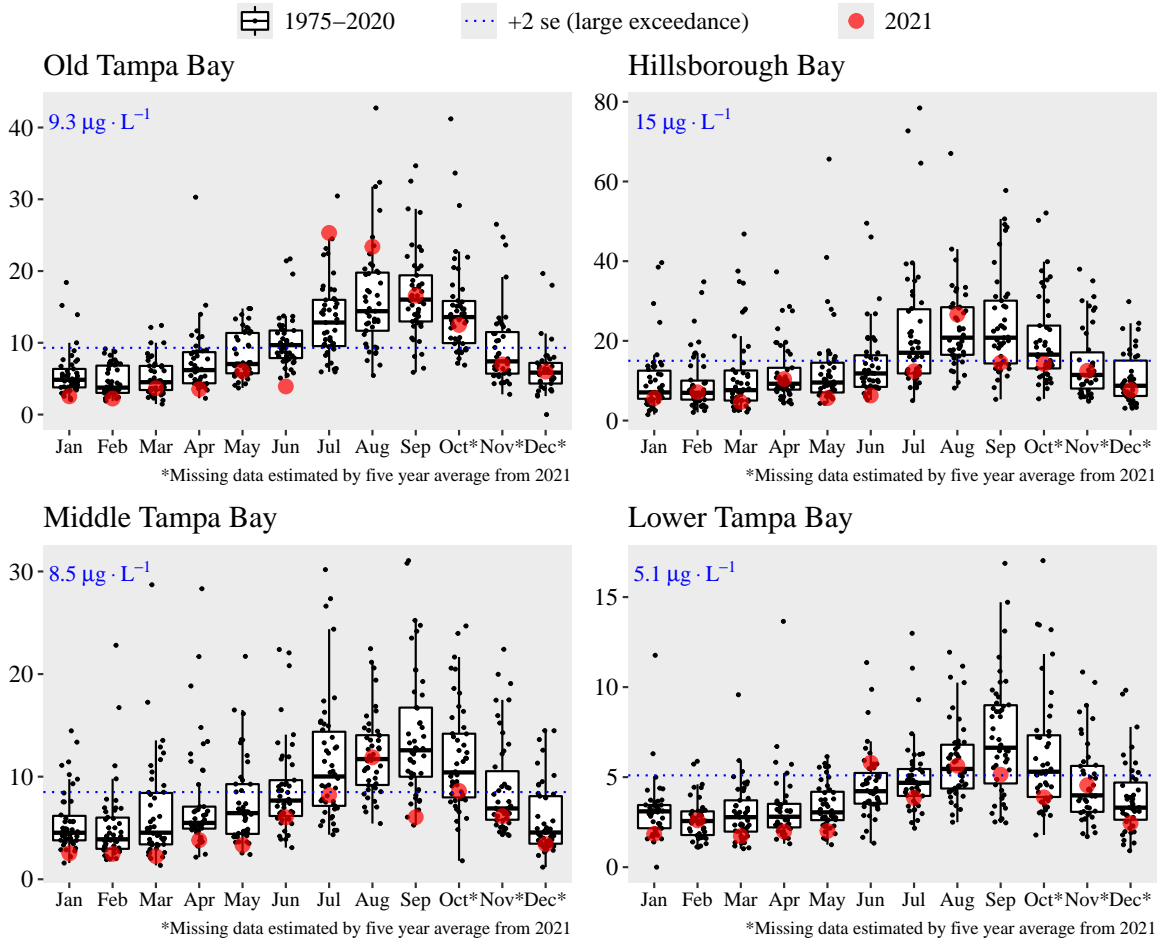 1975−2020 +2 se (large exceedance) 2021
Old Tampa Bay
9.3 μg · L⁻¹
40
30
20
10
0
Jan Feb Mar Apr May Jun Jul Aug Sep Oct* Nov* Dec*
*Missing data estimated by five year average from 2021
Hillsborough Bay
15 μg · L⁻¹
80
60
40
20
0
Jan Feb Mar Apr May Jun Jul Aug Sep Oct* Nov* Dec*
*Missing data estimated by five year average from 2021
Middle Tampa Bay
8.5 μg · L⁻¹
30
20
10
0
Jan Feb Mar Apr May Jun Jul Aug Sep Oct* Nov* Dec*
*Missing data estimated by five year average from 2021
Lower Tampa Bay
5.1 μg · L⁻¹
15
10
5
0
Jan Feb Mar Apr May Jun Jul Aug Sep Oct* Nov* Dec*
*Missing data estimated by five year average from 2021